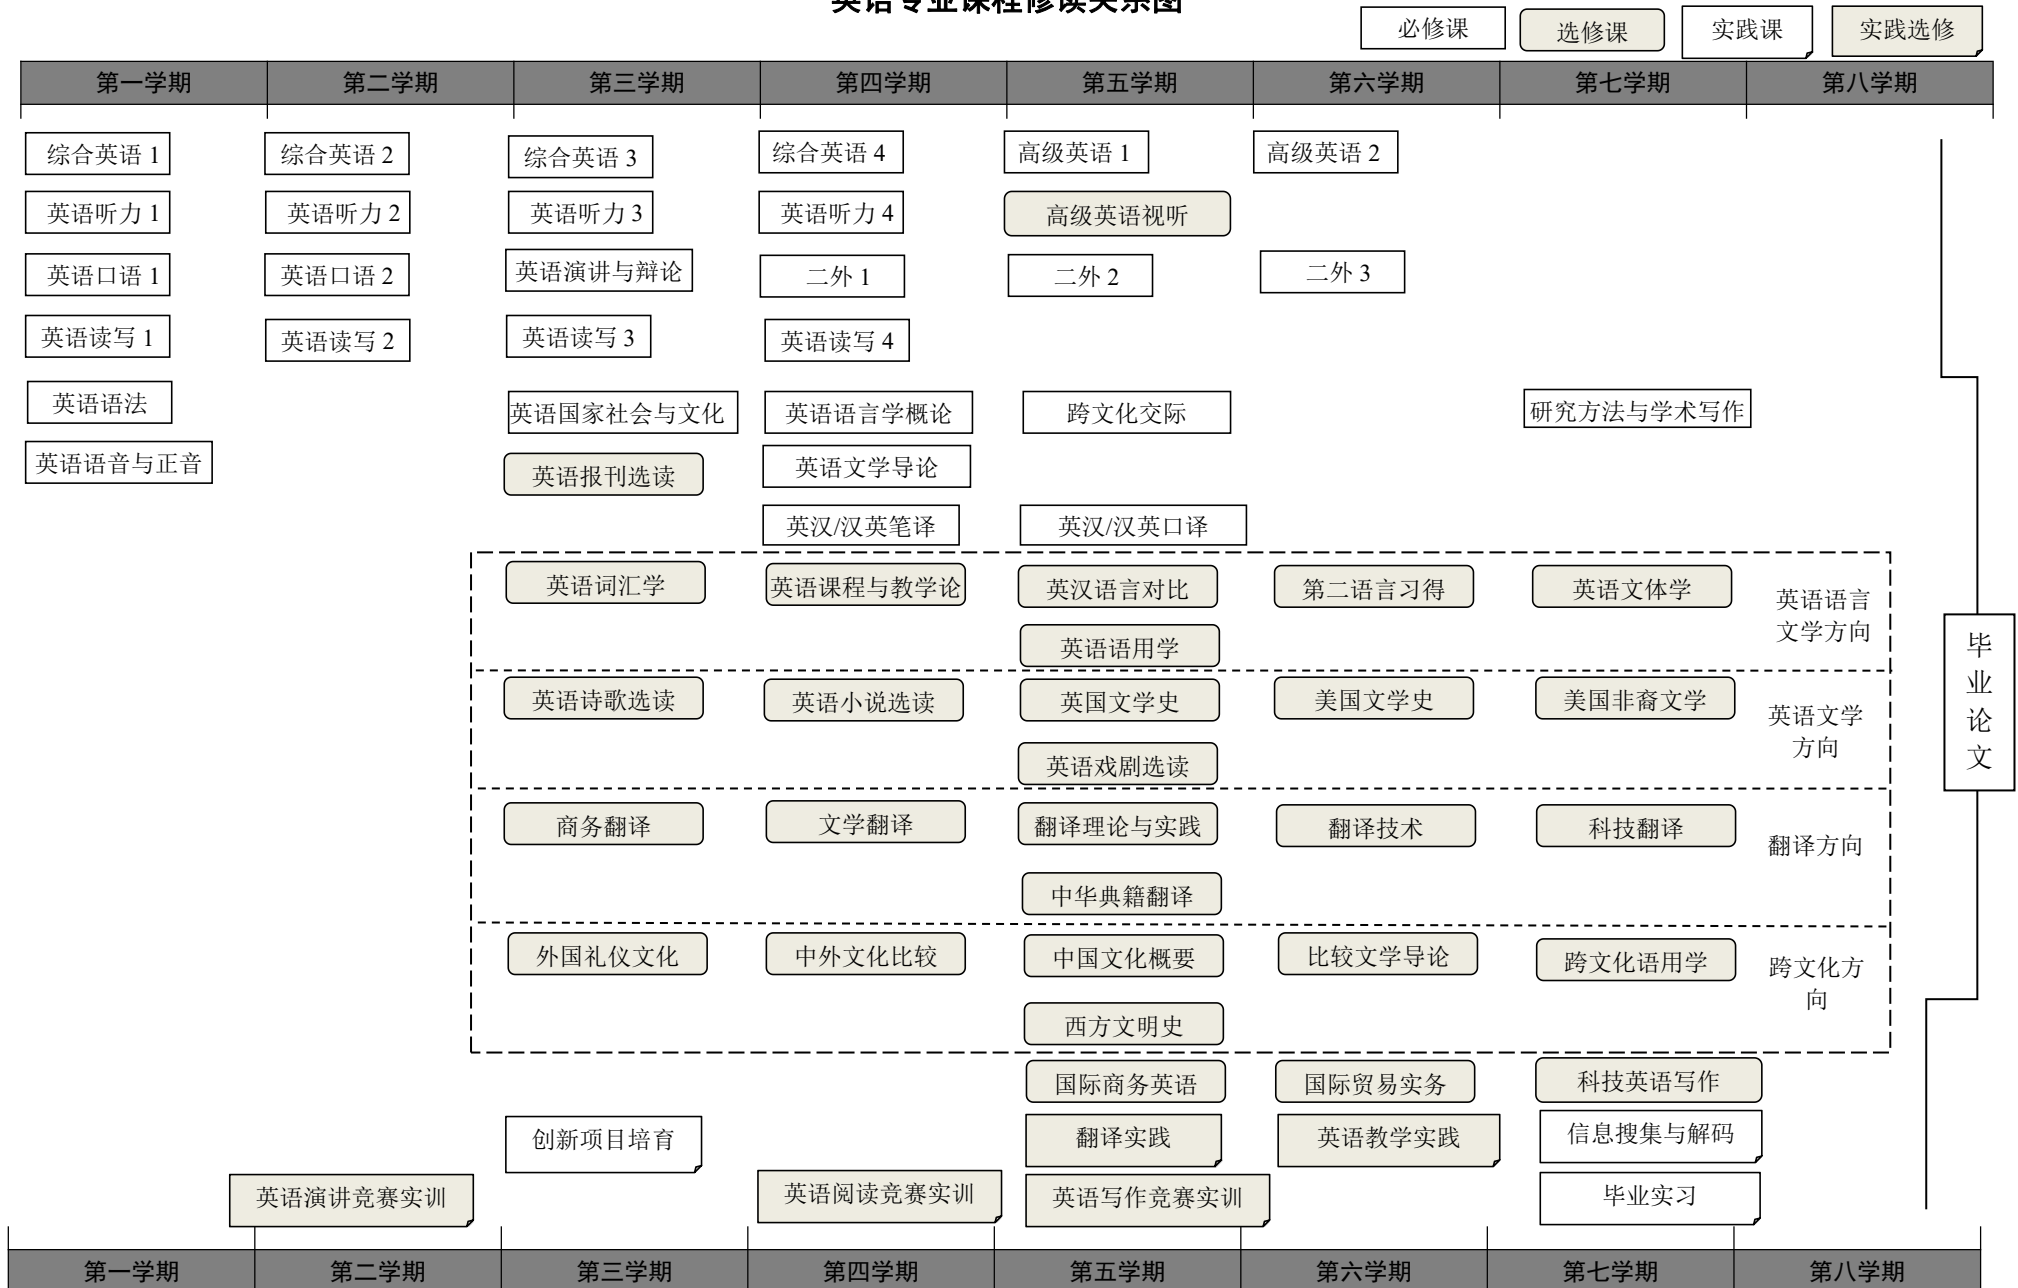 英语专业课程修读关系图
必修课 选修课 实践课 实践选修
第一学期 第二学期 第三学期 第四学期 第五学期 第六学期 第七学期 第八学期
综合英语 1 综合英语 2 综合英语 3 综合英语 4 高级英语 1 高级英语 2
英语听力 1 英语听力 2 英语听力 3 英语听力 4 高级英语视听
英语口语 1 英语口语 2 英语演讲与辩论 二外 1 二外 2 二外 3
英语读写 1 英语读写 2 英语读写 3 英语读写 4
英语语法 英语国家社会与文化 英语语言学概论 跨文化交际 研究方法与学术写作
英语语音与正音 英语报刊选读 英语文学导论
英汉/汉英笔译 英汉/汉英口译
英语词汇学 英语课程与教学论 英汉语言对比 第二语言习得 英语文体学 英语语言
文学方向
英语语用学
英语诗歌选读 英语小说选读 英国文学史 美国文学史 美国非裔文学 英语文学
方向
英语戏剧选读
商务翻译 文学翻译 翻译理论与实践 翻译技术 科技翻译 翻译方向
中华典籍翻译
外国礼仪文化 中外文化比较 中国文化概要 比较文学导论 跨文化语用学 跨文化方
向
西方文明史
毕
业
论
文
国际商务英语 国际贸易实务 科技英语写作
创新项目培育 翻译实践 英语教学实践 信息搜集与解码
英语演讲竞赛实训 英语阅读竞赛实训 英语写作竞赛实训 毕业实习
第一学期 第二学期 第三学期 第四学期 第五学期 第六学期 第七学期 第八学期